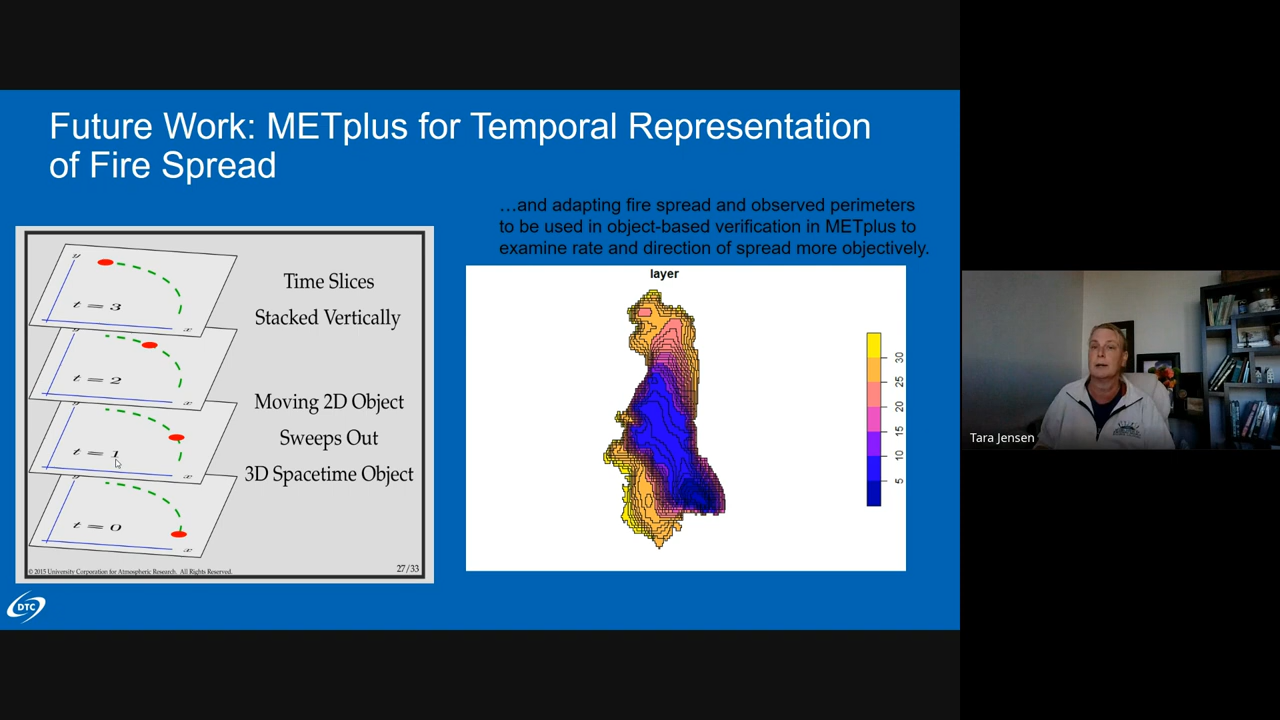 Future Work: METplus for Temporal Representation
of Fire Spread
…and adapting fire spread and observed perimeters
to be used in object-based verification in METplus to
examine rate and direction of spread more objectively.
y
t = 3
x
t = 2
x
y
t = 1
x
y
t = 0
x
Time Slices
Stacked Vertically
Moving 2D Object
Sweeps Out
3D Spacetime Object
© 2015 University Corporation for Atmospheric Research. All Rights Reserved.
27/33
layer
30
25
20
15
10
5
DTC
Tara Jensen